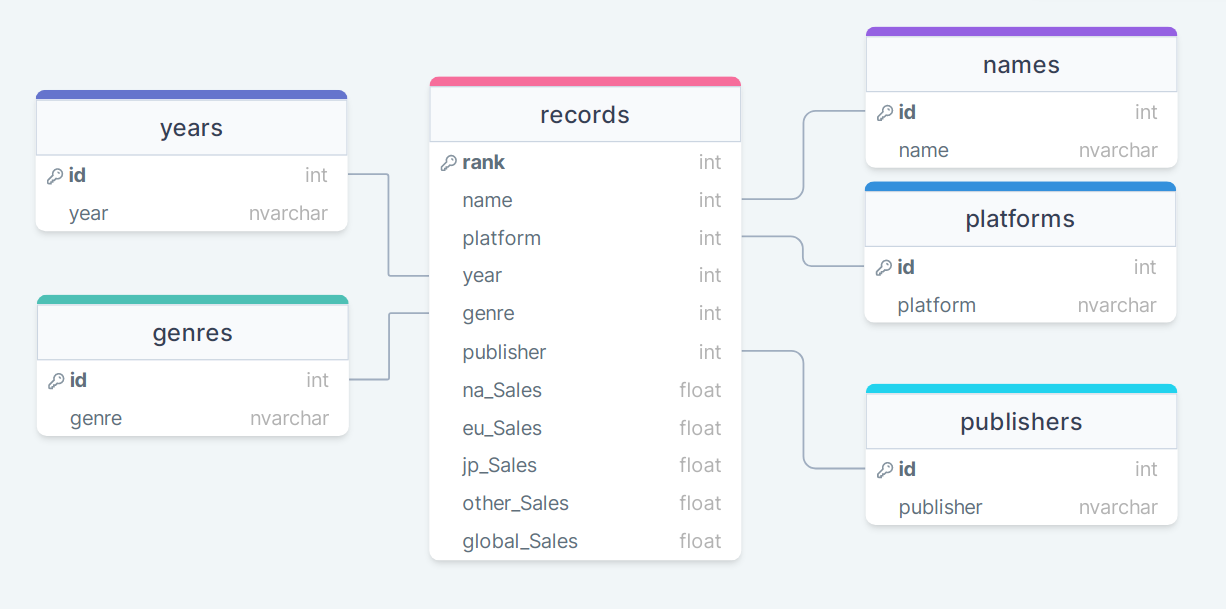 years
id int
year nvarchar
genres
id int
genre nvarchar
records
rank int
name int
platform int
year int
genre int
publisher int
na_Sales float
eu_Sales float
jp_Sales float
other_Sales float
global_Sales float
names
id int
name nvarchar
platforms
id int
platform nvarchar
publishers
id int
publisher nvarchar